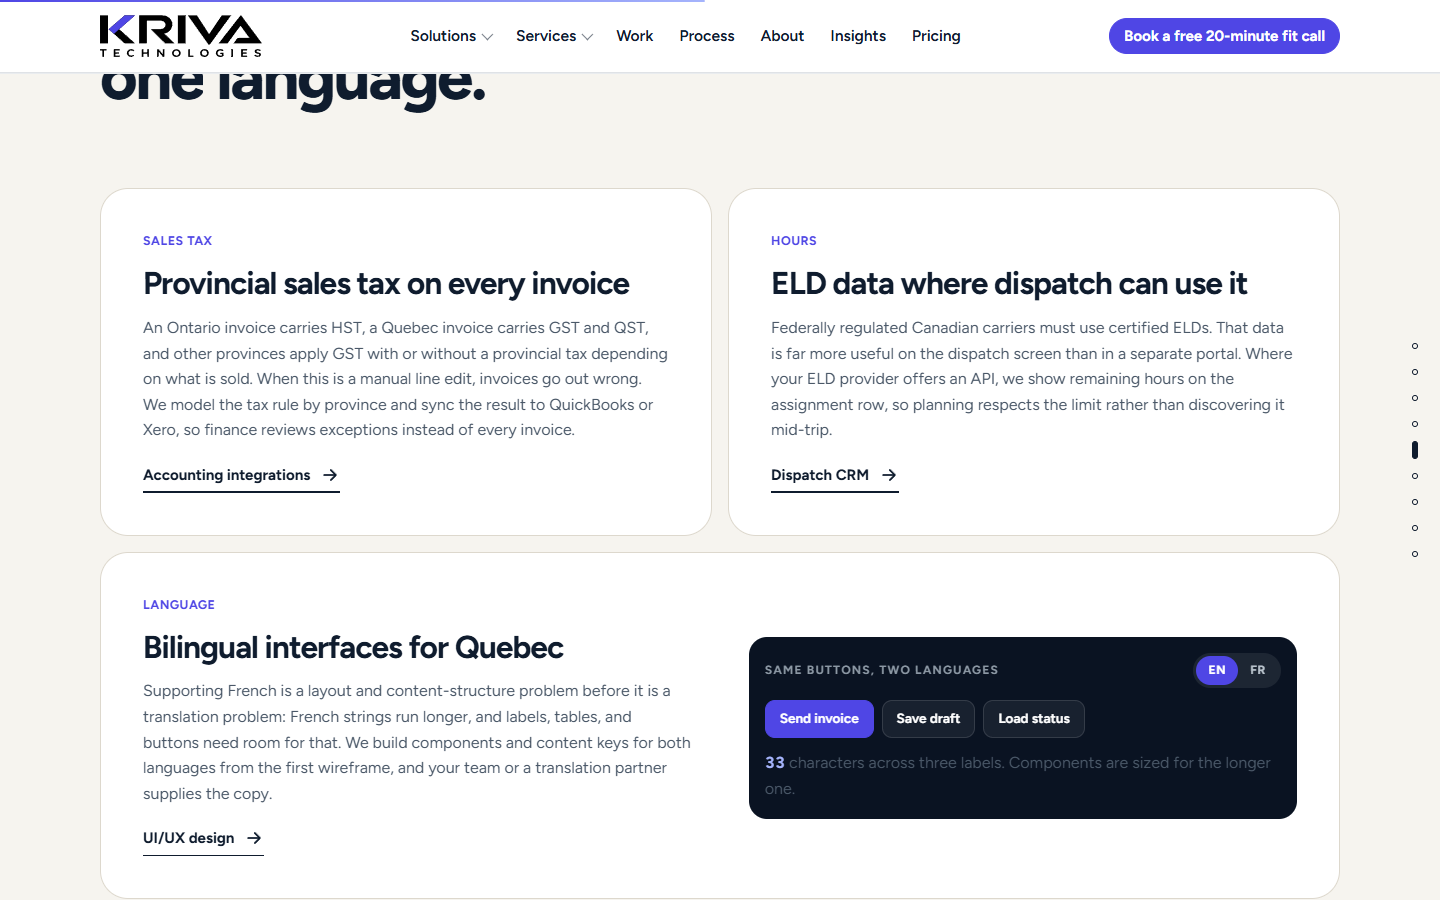 KRIVA
TECHNOLOGIES
Solutions
Services
Work
Process
About
Insights
Pricing
Book a free 20-minute fit call
one language.
SALES TAX
Provincial sales tax on every invoice
An Ontario invoice carries HST, a Quebec invoice carries GST and QST,
and other provinces apply GST with or without a provincial tax depending
on what is sold. When this is a manual line edit, invoices go out wrong.
We model the tax rule by province and sync the result to QuickBooks or
Xero, so finance reviews exceptions instead of every invoice.
Accounting integrations
HOURS
ELD data where dispatch can use it
Federally regulated Canadian carriers must use certified ELDs. That data
is far more useful on the dispatch screen than in a separate portal. Where
your ELD provider offers an API, we show remaining hours on the
assignment row, so planning respects the limit rather than discovering it
mid-trip.
Dispatch CRM
LANGUAGE
Bilingual interfaces for Quebec
Supporting French is a layout and content-structure problem before it is a
translation problem: French strings run longer, and labels, tables, and
buttons need room for that. We build components and content keys for both
languages from the first wireframe, and your team or a translation partner
supplies the copy.
UI/UX design
SAME BUTTONS, TWO LANGUAGES
EN
FR
Send invoice
Save draft
Load status
33 characters across three labels. Components are sized for the longer
one.